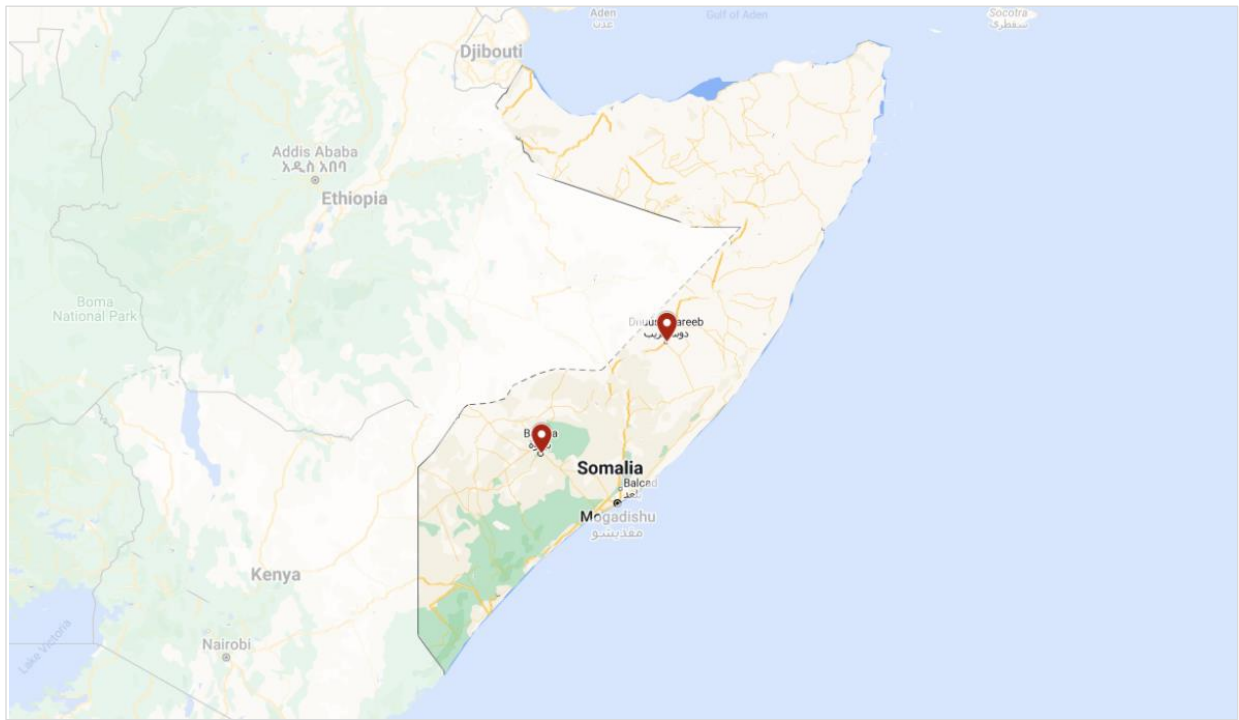 Aden
عدن
Gulf of Aden
Socotra
سقطرى
Djibouti
Addis Ababa
አዲስ አበባ
Ethiopia
Boma
National Park
Somalia
Balcad
Mogadishu
مقديشو
Kenya
Nairobi
Lake Victoria